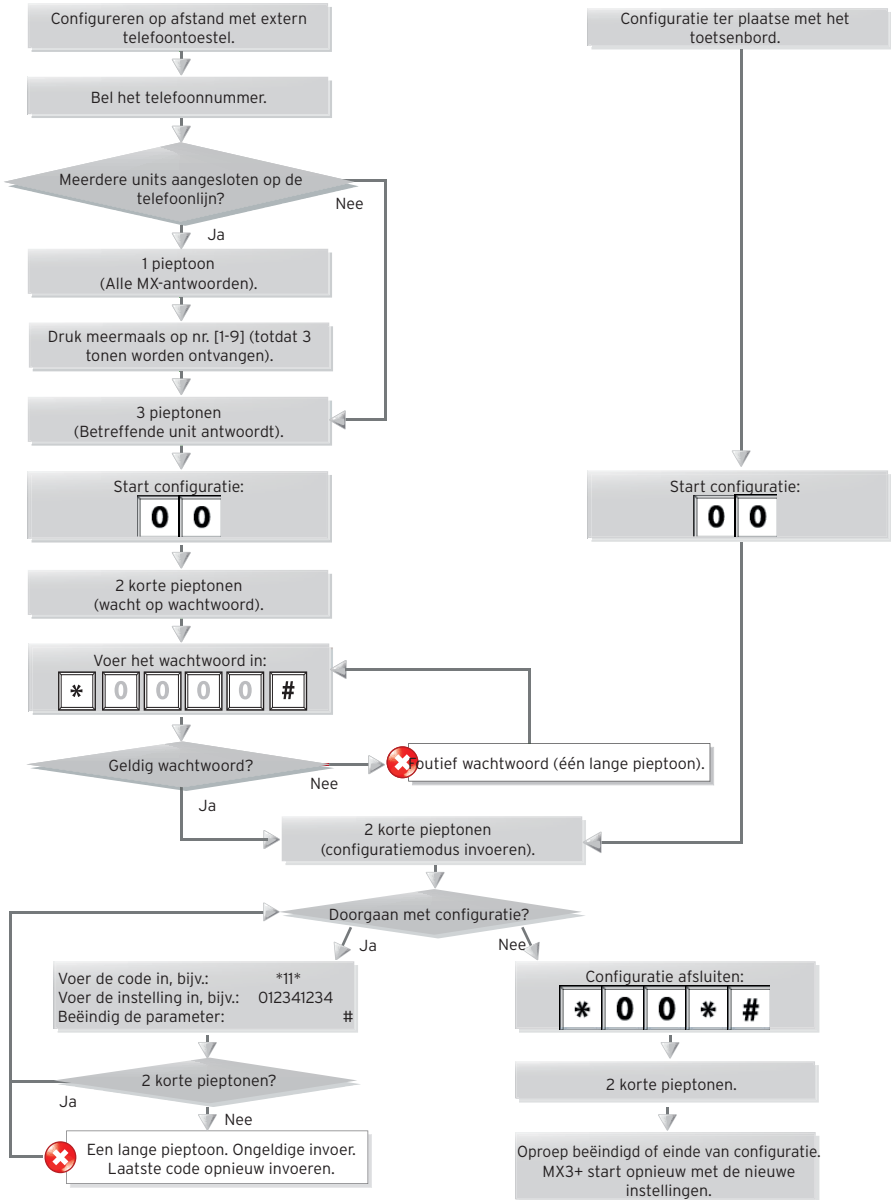 Configureren op afstand met extern
telefoontoestel.
Bel het telefoonnummer.
Meerdere units aangesloten op de
telefoonlijn?
Nee
Ja
1 pieptoon
(Alle MX-antwoorden).
Druk meermaals op nr. [1-9] (totdat 3
tonen worden ontvangen).
3 pieptonen
(Betreffende unit antwoordt).
Start configuratie:
0 0
2 korte pieptonen
(wacht op wachtwoord).
Voer het wachtwoord in:
* 0 0 0 0 #
Geldig wachtwoord?
Nee
Foutief wachtwoord (één lange pieptoon).
Ja
Configuratie ter plaatse met het
toetsenbord.
Start configuratie:
0 0
2 korte pieptonen
(configuratiemodus invoeren).
Doorgaan met configuratie?
Ja
Nee
Voer de code in, bijv.: *11*
Voer de instelling in, bijv.: 012341234
Beëindig de parameter: #
2 korte pieptonen?
Ja
Nee
Een lange pieptoon. Ongeldige invoer.
Laatste code opnieuw invoeren.
Configuratie afsluiten:
* 0 0 * #
2 korte pieptonen.
Oproep beëindigd of einde van configuratie.
MX3+ start opnieuw met de nieuwe
instellingen.